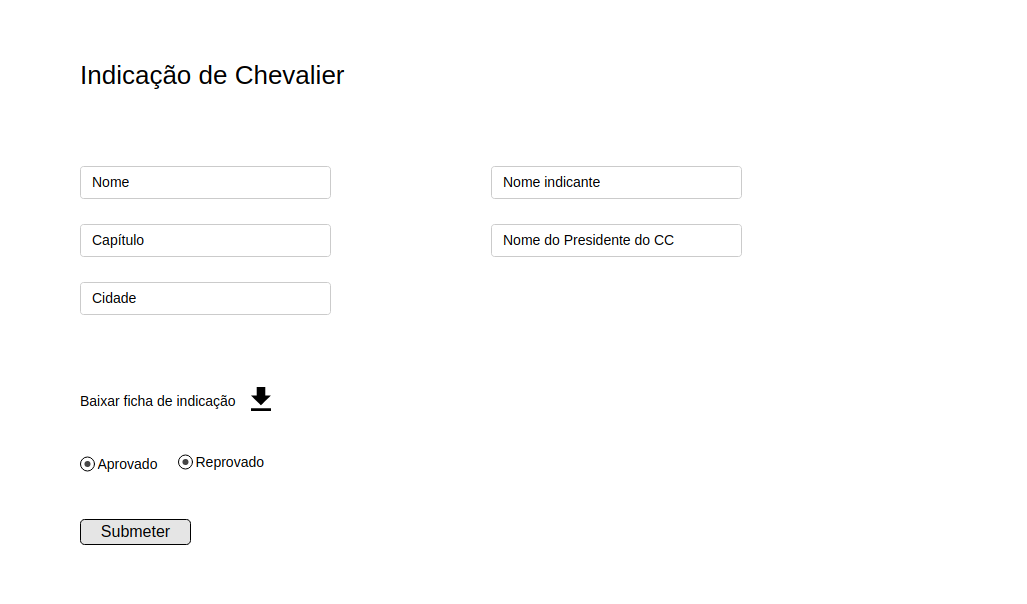 Indicação de Chevalier
Nome
Nome indicante
Capítulo
Nome do Presidente do CC
Cidade
Baixar ficha de indicação
Aprovado
Reprovado
Submeter